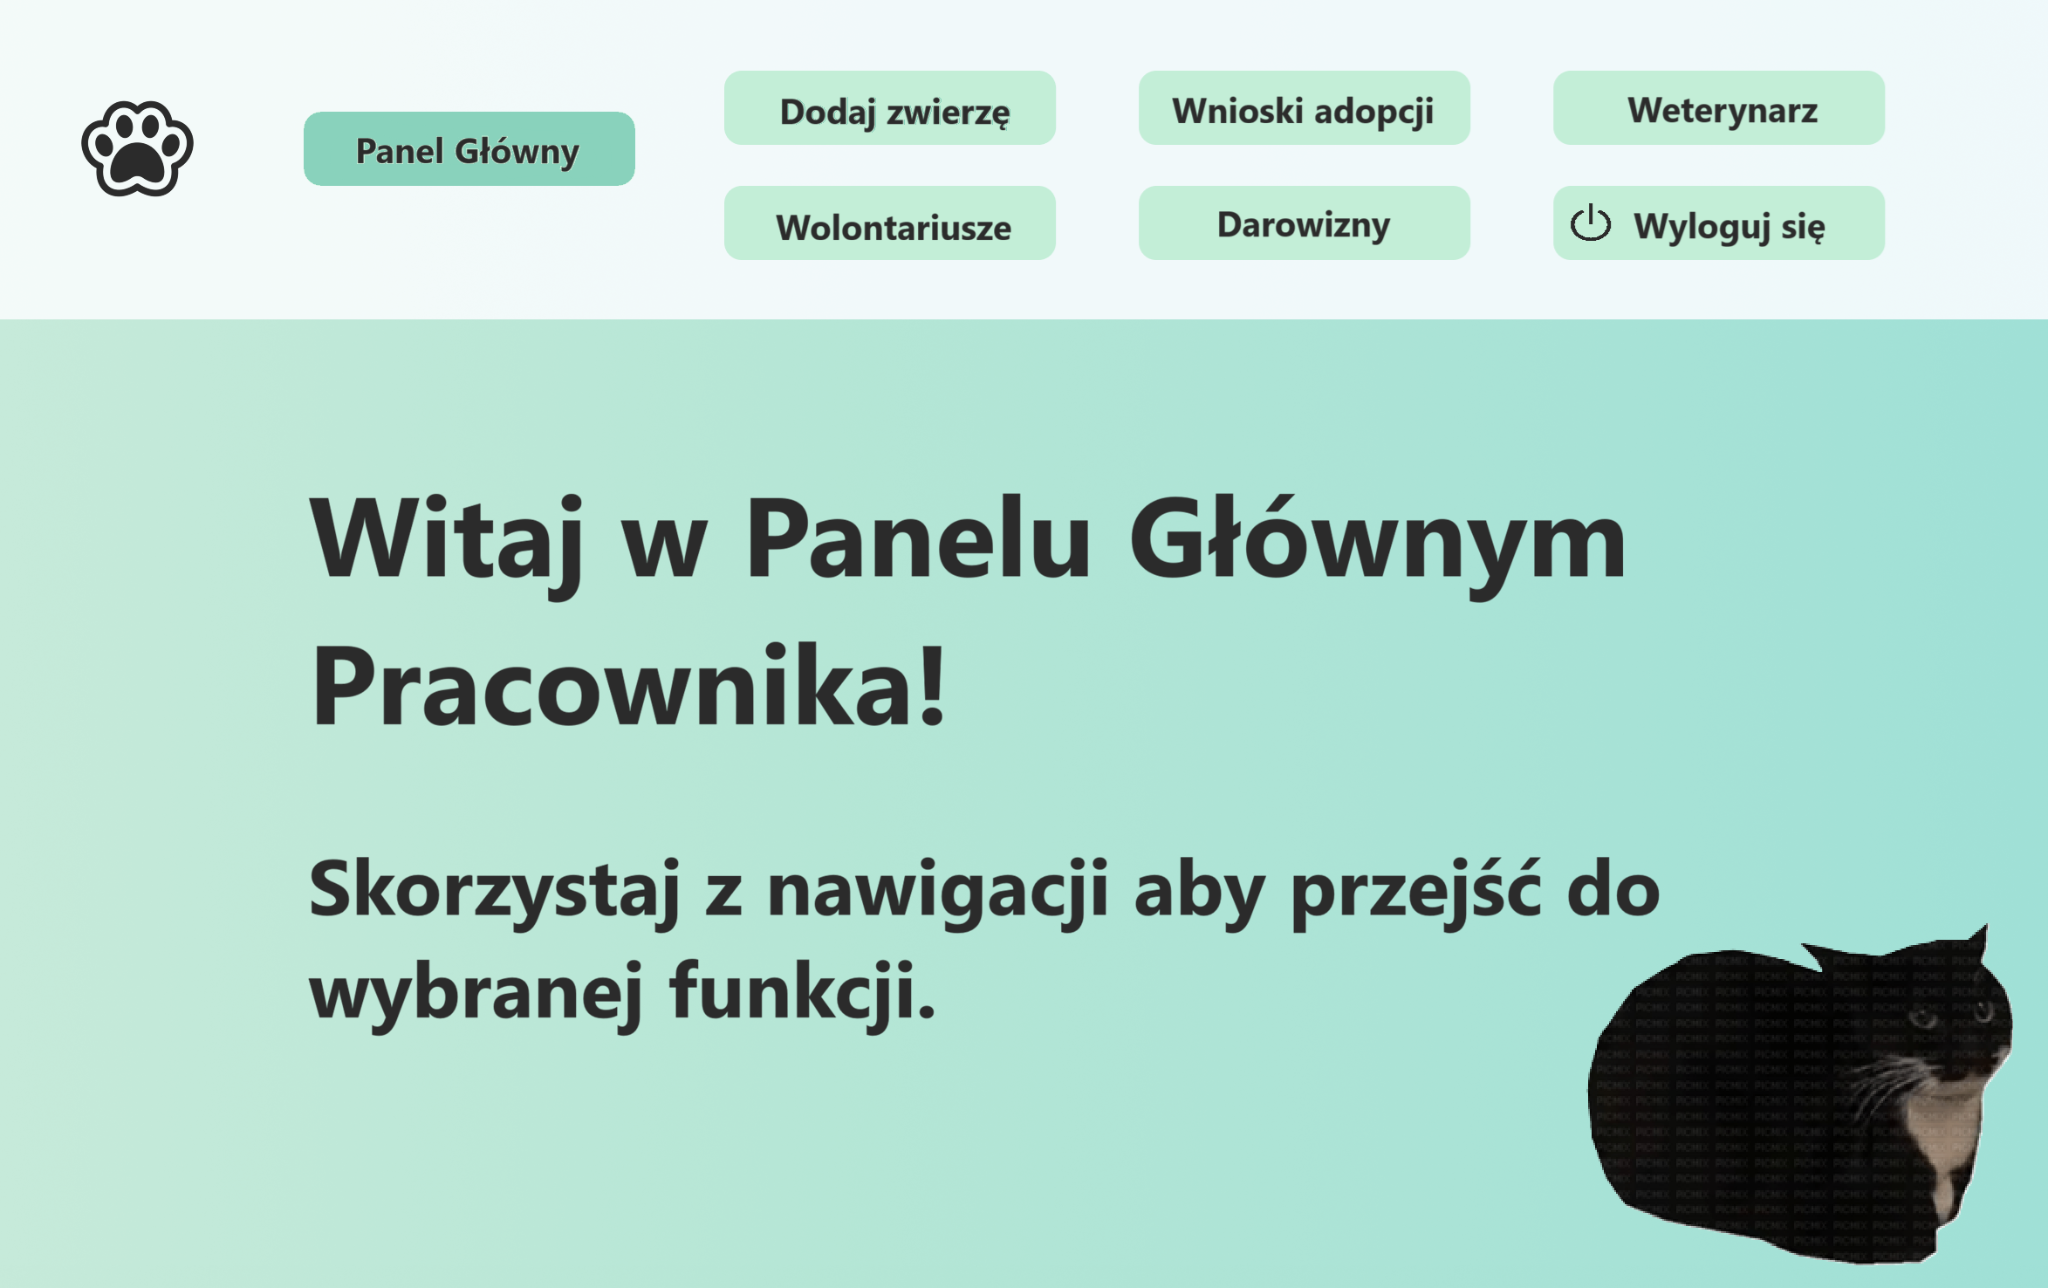 Panel Główny
Dodaj zwierzę
Wnioski adopcji
Weterynarz
Wolontariusze
Darowizny
Wyloguj się
Witaj w Panelu Głównym
Pracownika!
Skorzystaj z nawigacji aby przejść do
wybranej funkcji.